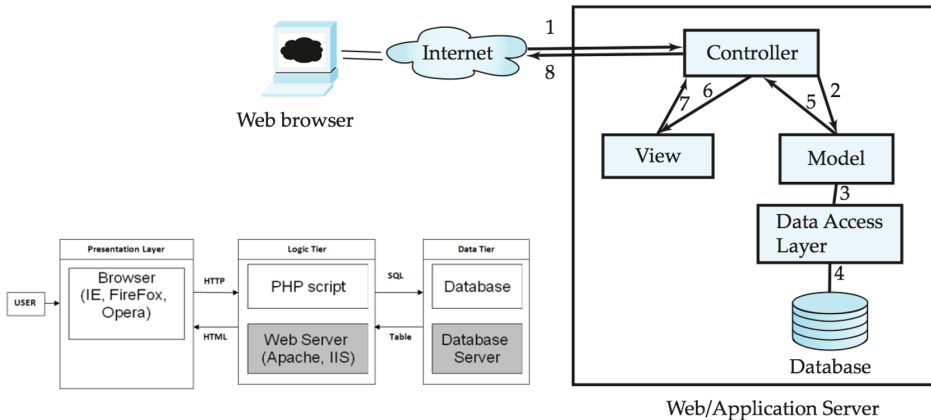 1
Internet
8
Controller
Web browser
7
6
5
2
View
Model
3
Data Access
Layer
4
Database
Web/Application Server
USER
Presentation Layer
Browser
(IE, FireFox,
Opera)
HTTP
HTML
Logic Tier
PHP script
Web Server
(Apache, IIS)
SQL
Table
Data Tier
Database
Database
Server